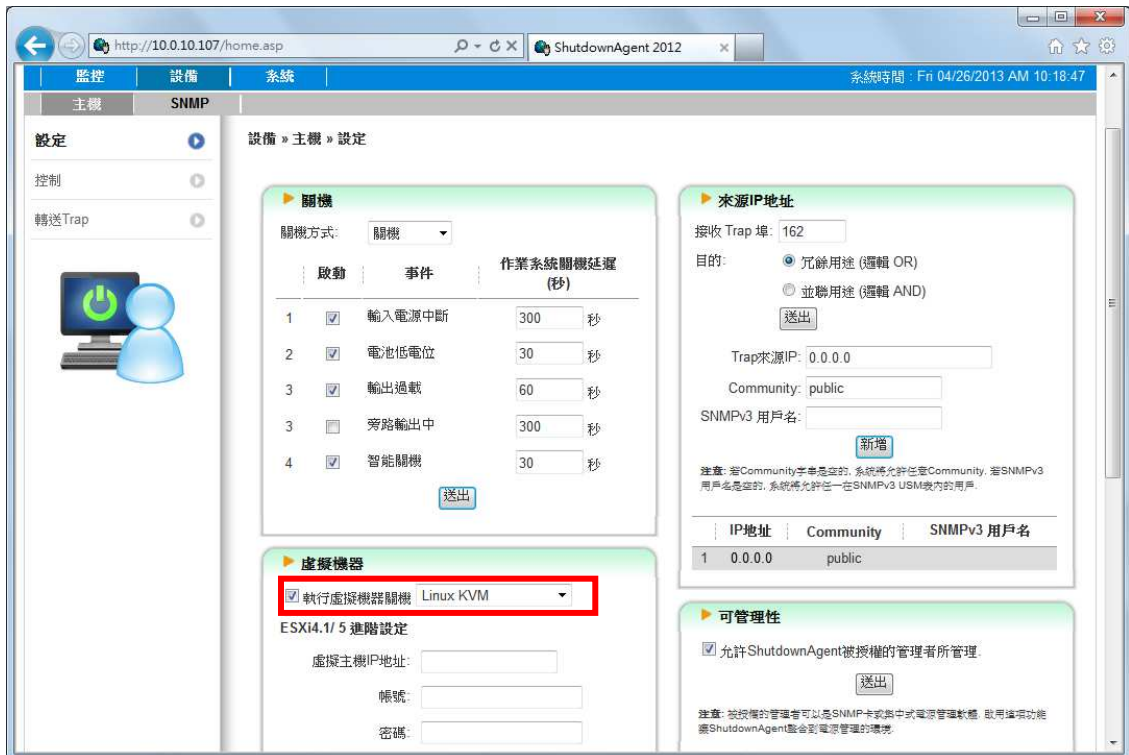 http://10.0.10.107/home.asp
ShutdownAgent 2012
監控 設備 系統
系統時間 : Fri 04/26/2013 AM 10:18:47
主機 SNMP
設定
控制
轉送Trap
設備 » 主機 » 設定
關機
關機方式: 關機
啟動 事件 作業系統關機延遲
(秒)
1 輸入電源中斷 300 秒
2 電池低電位 30 秒
3 輸出過載 60 秒
3 旁路輸出中 300 秒
4 智能關機 30 秒
送出
虛擬機器
執行虛擬機器關機 Linux KVM
ESXi4.1/ 5 進階設定
虛擬主機IP地址:
帳號:
密碼:
來源IP地址
接收 Trap 埠: 162
目的: 冗餘用途 (邏輯 OR)
並聯用途 (邏輯 AND)
送出
Trap來源IP: 0.0.0.0
Community: public
SNMPv3 用戶名:
新增
注意: 若Community字串是空的, 系統將允許任意Community. 若SNMPv3
用戶名是空的, 系統將允許任一在SNMPv3 USM表內的用戶.
IP地址 Community SNMPv3 用戶名
1 0.0.0.0 public
可管理性
允許ShutdownAgent被授權的管理者所管理.
送出
注意: 被授權的管理者可以是SNMP卡或集中式電源管理軟體. 啟用這項功能
讓ShutdownAgent整合到電源管理的環境.